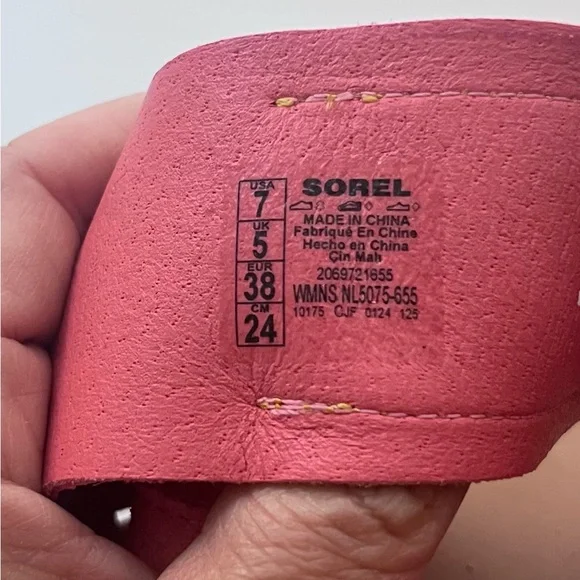 USA
7
UK
5
EUR
38
CM
24
SOREL
MADE IN CHINA
Fabriqué En Chine
Hecho en China
Çin Malı
2069721655
WMNS NL5075-655
10175 CJF 0124 125